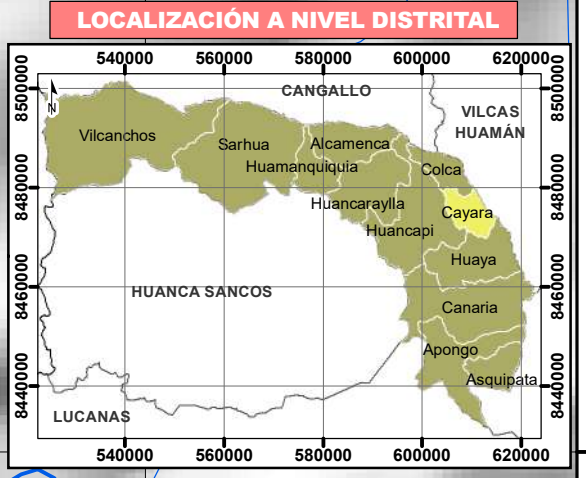 LOCALIZACIÓN A NIVEL DISTRITAL
540000 560000 580000 600000 620000
8500000 8500000
N
CANGALLO
VILCAS
HUAMÁN
Vilcanchos
Sarhua
Alcamenca
Huamanquiquia
Colca
8480000 8480000
Huancaraylla
Cayara
Huancapi
Huaya
8460000 8460000
HUANCA SANCOS
Canaria
Apongo
Asquipata
8440000 8440000
LUCANAS
540000 560000 580000 600000 620000